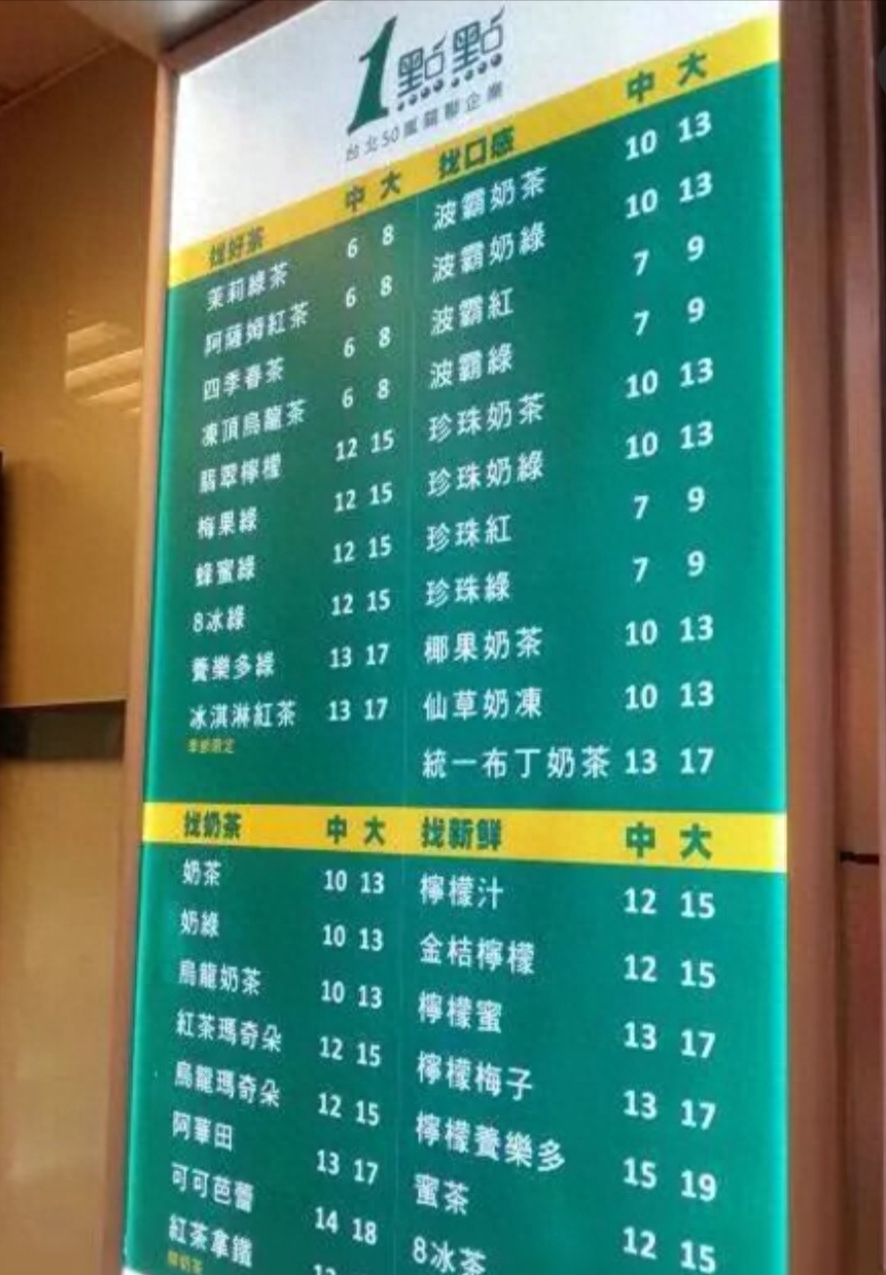 1點點
台北50嵐關聯企業
找好茶 中 大
茉莉綠茶 6 8
阿薩姆紅茶 6 8
四季春茶 6 8
凍頂烏龍茶 6 8
翡翠檸檬 12 15
梅果綠 12 15
蜂蜜綠 12 15
8冰綠 12 15
養樂多綠 13 17
冰淇淋紅茶 13 17
季節限定
找口感 中 大
波霸奶茶 10 13
波霸奶綠 10 13
波霸紅 7 9
波霸綠 7 9
珍珠奶茶 10 13
珍珠奶綠 10 13
珍珠紅 7 9
珍珠綠 7 9
椰果奶茶 10 13
仙草奶凍 10 13
統一布丁奶茶 13 17
找奶茶 中 大
奶茶 10 13
奶綠 10 13
烏龍奶茶 10 13
紅茶瑪奇朵 12 15
烏龍瑪奇朵 12 15
阿華田 13 17
可可芭蕾 14 18
紅茶拿鐵
找新鮮 中 大
檸檬汁 12 15
金桔檸檬 12 15
檸檬蜜 13 17
檸檬梅子 13 17
檸檬養樂多 15 19
蜜茶 12 15
8冰茶